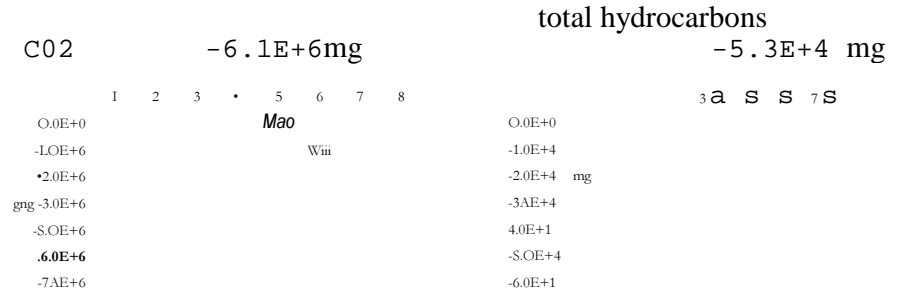 total hydrocarbons
C02 -6.1E+6mg -5.3E+4 mg
I 2 3 • 5 6 7 8 3 a s s 7 s
O.0E+0 Mao O.0E+0
-LOE+6 Wiii -1.0E+4
•2.0E+6 -2.0E+4 mg
gng -3.0E+6 -3AE+4
-S.OE+6 4.0E+1
.6.0E+6 -S.OE+4
-7AE+6 -6.0E+1